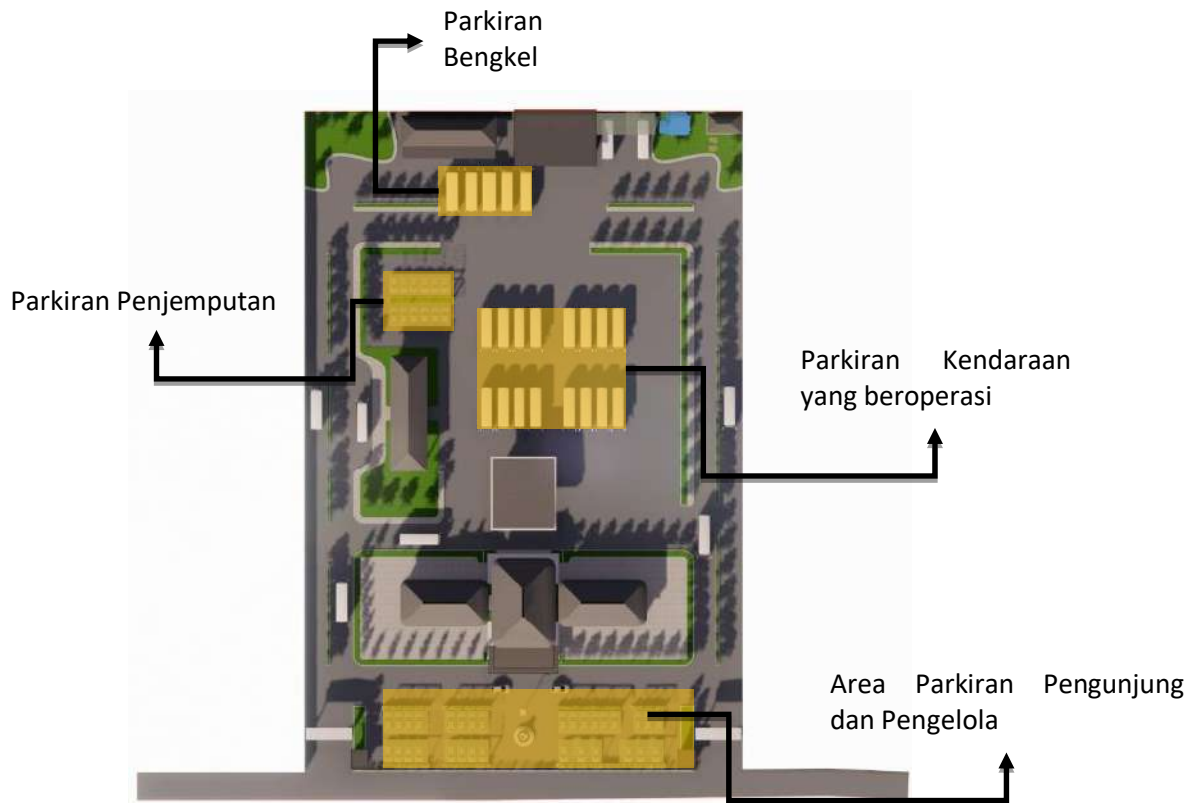 Parkiran
Bengkel
Parkiran Penjemputan
Parkiran Kendaraan
yang beroperasi
Area Parkiran Pengunjung
dan Pengelola